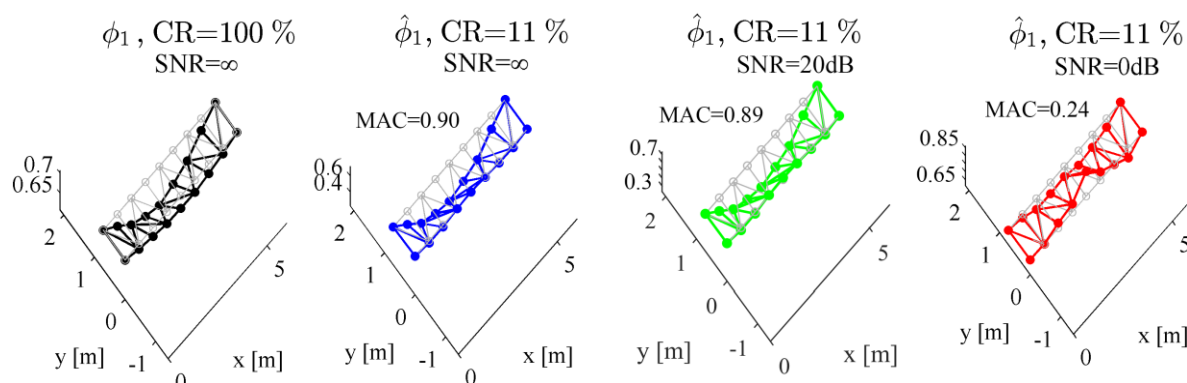 ϕ₁ , CR=100 %
SNR=∞
0.7
0.65
2
1
0
-1
y [m]
0
x [m]
5
ϕ̂₁, CR=11 %
SNR=∞
MAC=0.90
0.6
0.4
2
1
0
-1
y [m]
0
x [m]
5
ϕ̂₁, CR=11 %
SNR=20dB
MAC=0.89
0.7
0.3
2
1
0
-1
y [m]
0
x [m]
5
ϕ̂₁, CR=11 %
SNR=0dB
MAC=0.24
0.85
0.65
2
1
0
-1
y [m]
0
x [m]
5